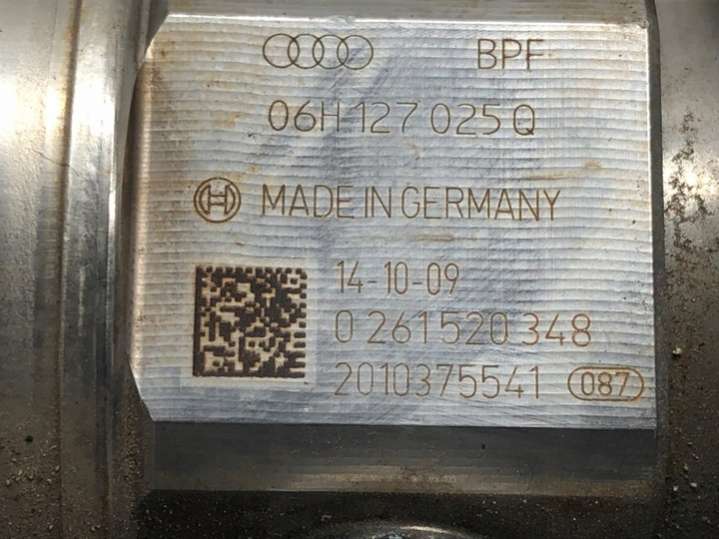 BPF
06H 127 025 Q
MADE IN GERMANY
14-10-09
0 261 520 348
2010375541 087